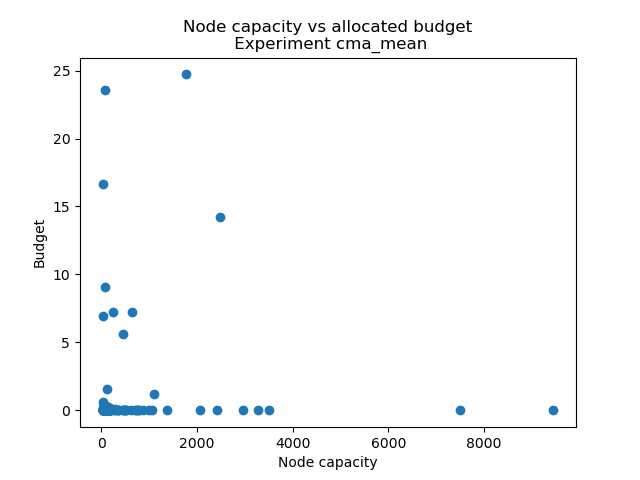 Node capacity vs allocated budget
Experiment cma_mean
25
20
15
10
5
0
Budget
0 2000 4000 6000 8000
Node capacity